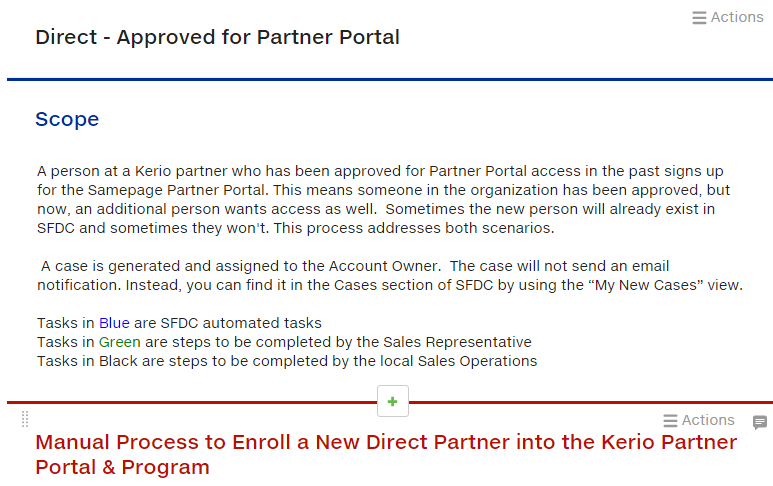 Actions
Direct - Approved for Partner Portal
Scope
A person at a Kerio partner who has been approved for Partner Portal access in the past signs up
for the Samepage Partner Portal. This means someone in the organization has been approved, but
now, an additional person wants access as well.  Sometimes the new person will already exist in
SFDC and sometimes they won't. This process addresses both scenarios.
A case is generated and assigned to the Account Owner.  The case will not send an email
notification. Instead, you can find it in the Cases section of SFDC by using the “My New Cases” view.
Tasks in Blue are SFDC automated tasks
Tasks in Green are steps to be completed by the Sales Representative
Tasks in Black are steps to be completed by the local Sales Operations
Actions
Manual Process to Enroll a New Direct Partner into the Kerio Partner
Portal & Program